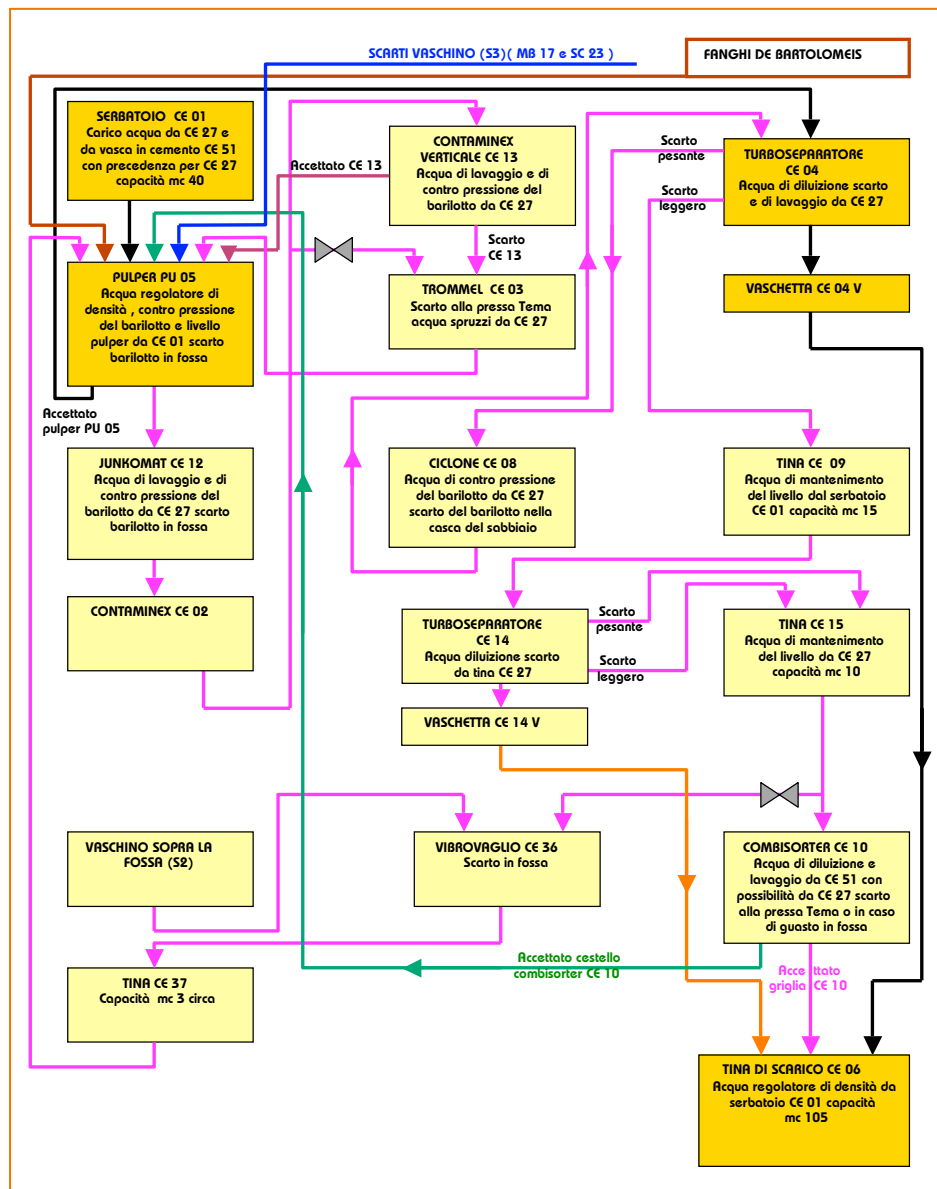 SCARTI VASCHINO (S3)( MB 17 e SC 23 )
FANGHI DE BARTOLOMEIS
SERBATOIO CE 01
Carico acqua da CE 27 e
da vasca in cemento CE 51
con precedenza per CE 27
capacità mc 40
Accettato CE 13
CONTAMINEX
VERTICALE CE 13
Acqua di lavaggio e di
contro pressione del
barilotto da CE 27
Scarto
pesante
Scarto
leggero
TURBOSEPARATORE
CE 04
Acqua di diluizione scarto
e di lavaggio da CE 27
Scarto
CE 13
PULPER PU 05
Acqua regolatore di
densità , contro pressione
del barilotto e livello
pulper da CE 01 scarto
barilotto in fossa
TROMMEL CE 03
Scarto alla pressa Tema
acqua spruzzi da CE 27
VASCHETTA CE 04 V
Accettato
pulper PU 05
JUNKOMAT CE 12
Acqua di lavaggio e di
contro pressione del
barilotto da CE 27 scarto
barilotto in fossa
CICLONE CE 08
Acqua di contro pressione
del barilotto da CE 27
scarto del barilotto nella
casca del sabbiaio
TINA CE 09
Acqua di mantenimento
del livello dal serbatoio
CE 01 capacità mc 15
CONTAMINEX CE 02
TURBOSEPARATORE
CE 14
Acqua diluizione scarto
da tina CE 27
Scarto
pesante
Scarto
leggero
TINA CE 15
Acqua di mantenimento
del livello da CE 27
capacità mc 10
VASCHETTA CE 14 V
VASCHINO SOPRA LA
FOSSA (S2)
VIBROVAGLIO CE 36
Scarto in fossa
COMBISORTER CE 10
Acqua di diluizione e
lavaggio da CE 51 con
possibilità da CE 27 scarto
alla pressa Tema o in caso
di guasto in fossa
Accettato cestello
combisorter CE 10
Accettato
griglia CE 10
TINA CE 37
Capacità mc 3 circa
TINA DI SCARICO CE 06
Acqua regolatore di densità da
serbatoio CE 01 capacità
mc 105